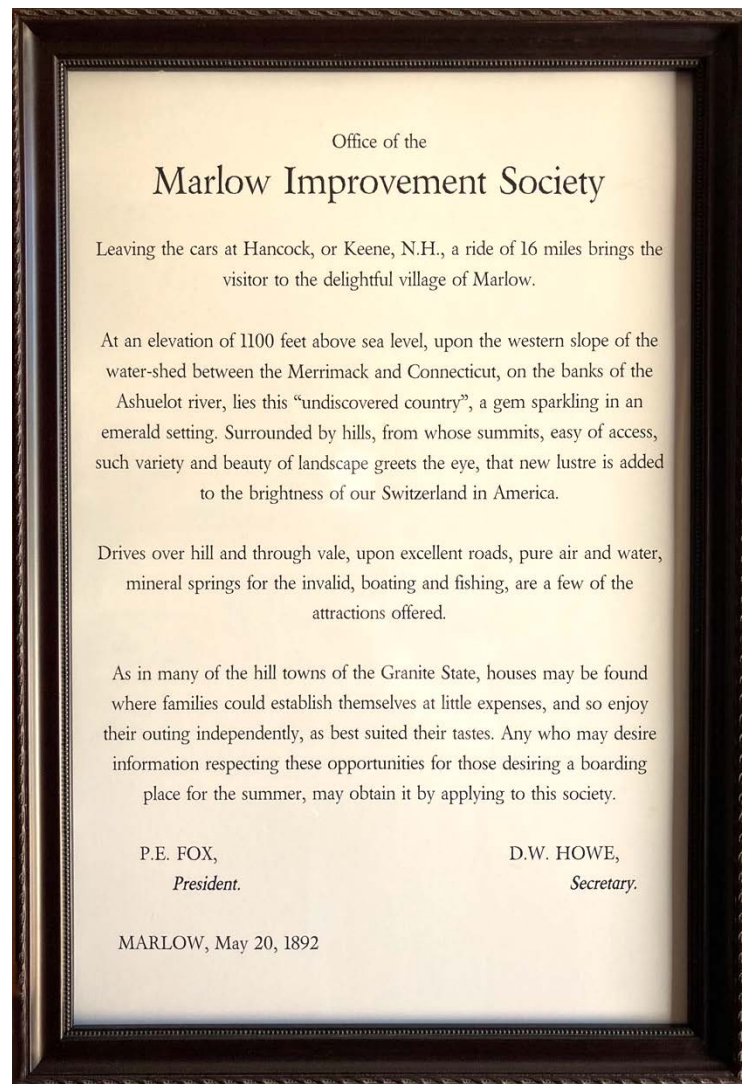 Office of the
Marlow Improvement Society
Leaving the cars at Hancock, or Keene, N.H., a ride of 16 miles brings the
visitor to the delightful village of Marlow.
At an elevation of 1100 feet above sea level, upon the western slope of the
water-shed between the Merrimack and Connecticut, on the banks of the
Ashuelot river, lies this “undiscovered country”, a gem sparkling in an
emerald setting. Surrounded by hills, from whose summits, easy of access,
such variety and beauty of landscape greets the eye, that new lustre is added
to the brightness of our Switzerland in America.
Drives over hill and through vale, upon excellent roads, pure air and water,
mineral springs for the invalid, boating and fishing, are a few of the
attractions offered.
As in many of the hill towns of the Granite State, houses may be found
where families could establish themselves at little expenses, and so enjoy
their outing independently, as best suited their tastes. Any who may desire
information respecting these opportunities for those desiring a boarding
place for the summer, may obtain it by applying to this society.
P.E. FOX, D.W. HOWE,
President. Secretary.
MARLOW, May 20, 1892